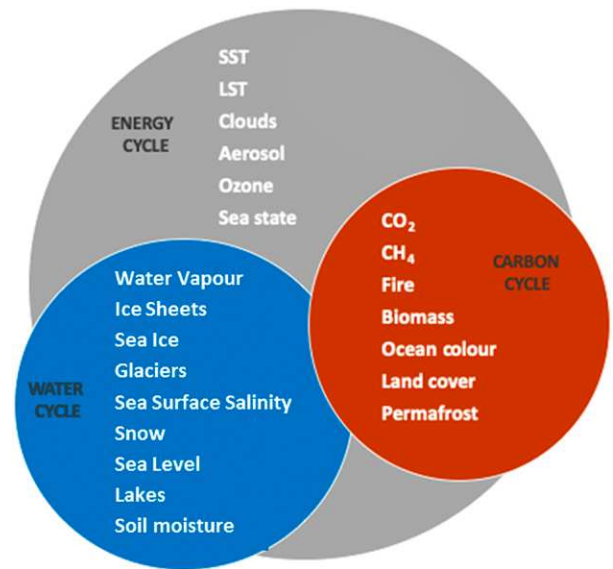 SST
LST
Clouds
Aerosol
Ozone
Sea state
ENERGY
CYCLE
CO₂
CH₄
Fire
Biomass
Ocean colour
Land cover
Permafrost
CARBON
CYCLE
Water Vapour
Ice Sheets
Sea Ice
Glaciers
Sea Surface Salinity
Snow
Sea Level
Lakes
Soil moisture
WATER
CYCLE